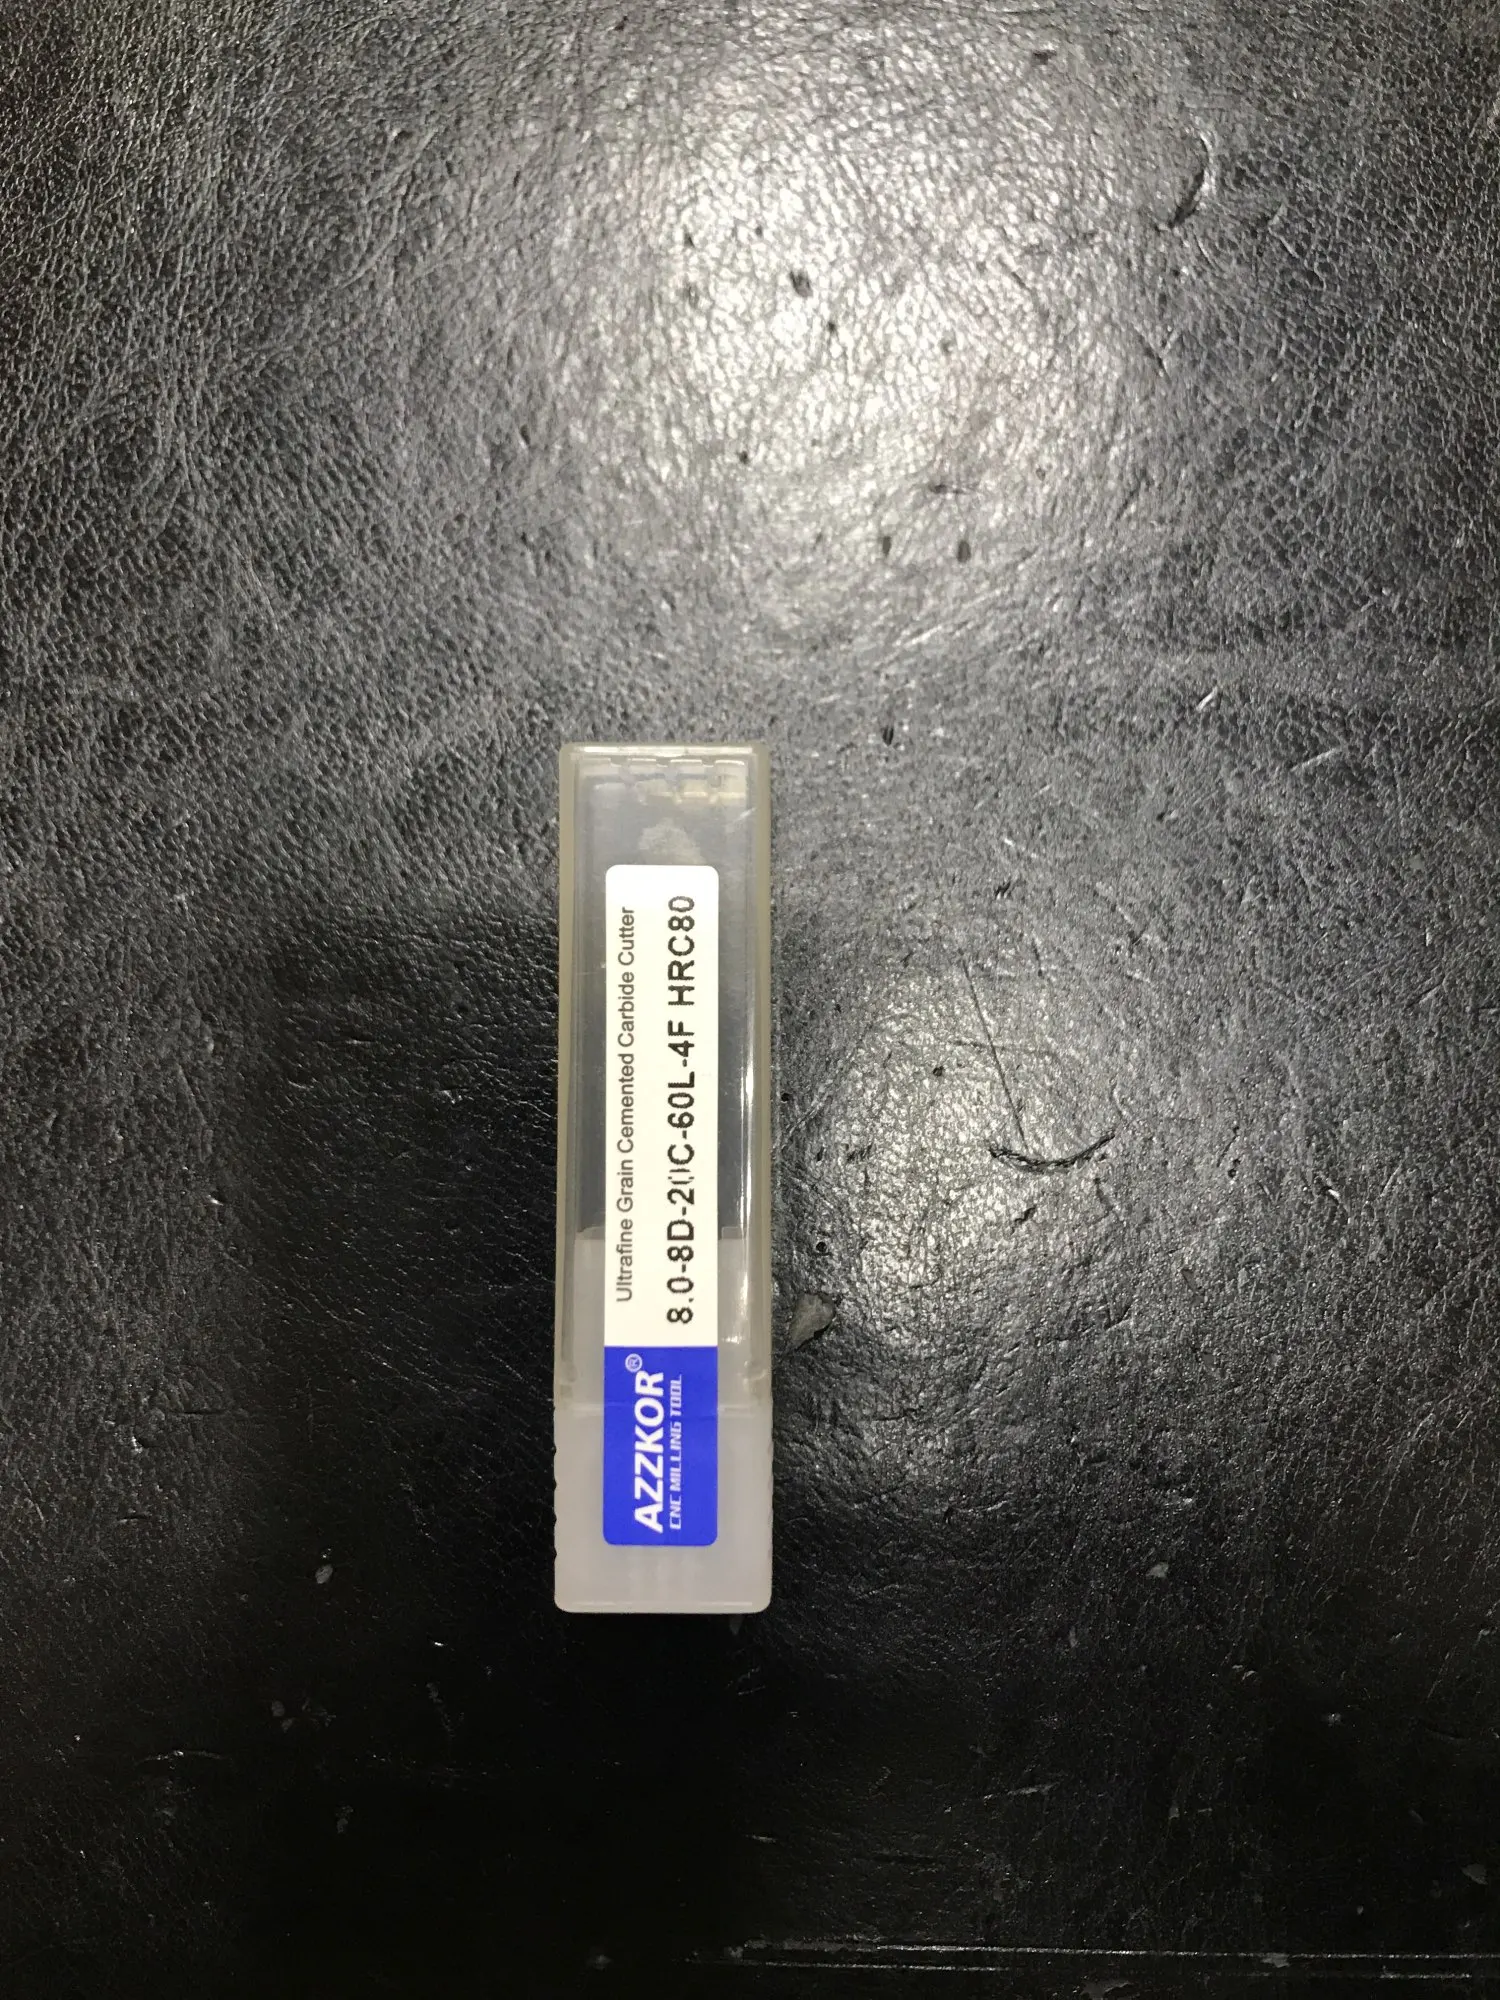 AZZKOR®
CNC MILLING TOOL
Ultrafine Grain Cemented Carbide Cutter
8.0-8D-20C-60L-4F HRC80